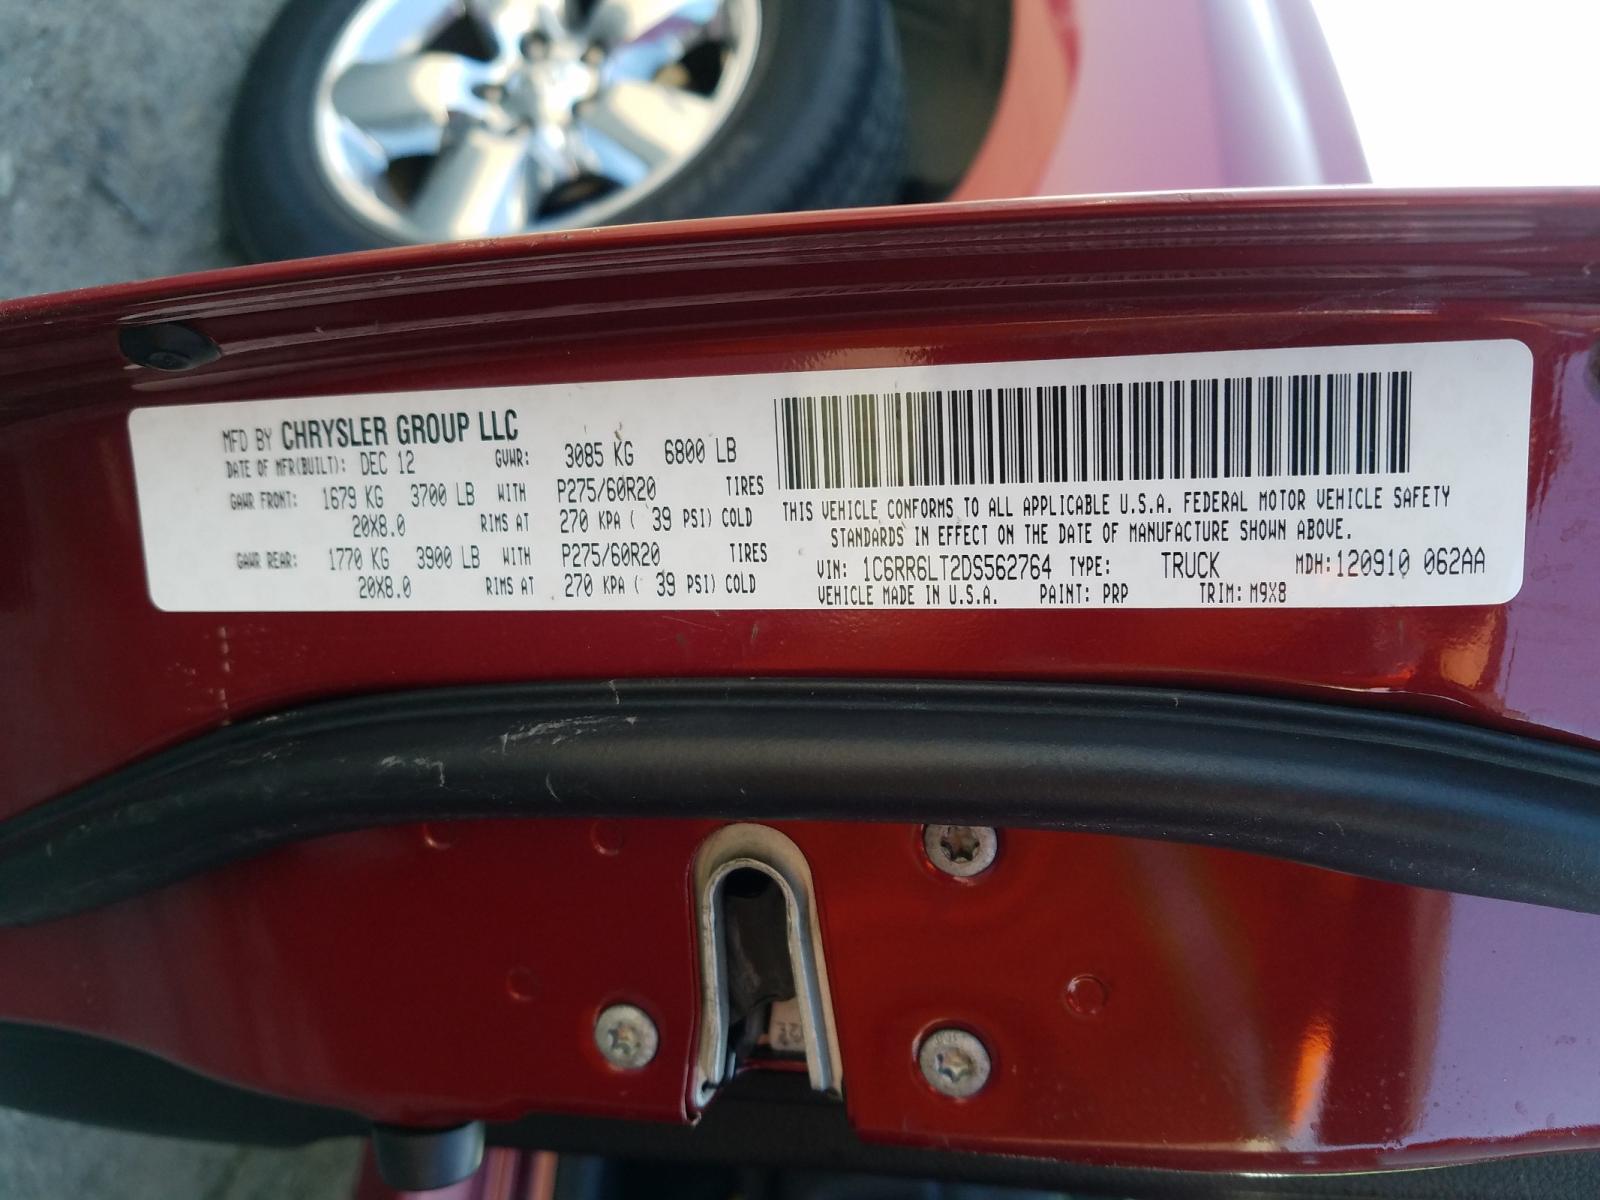 MFD BY CHRYSLER GROUP LLC
DATE OF MFR(BUILT): DEC 12 GVWR: 3085 KG 6800 LB
GAWR FRONT: 1679 KG 3700 LB WITH P275/60R20 TIRES
20X8.0 RIMS AT 270 KPA ( 39 PSI) COLD
GAWR REAR: 1770 KG 3900 LB WITH P275/60R20 TIRES
20X8.0 RIMS AT 270 KPA ( 39 PSI) COLD
THIS VEHICLE CONFORMS TO ALL APPLICABLE U.S.A. FEDERAL MOTOR VEHICLE SAFETY
STANDARDS IN EFFECT ON THE DATE OF MANUFACTURE SHOWN ABOVE.
VIN: 1C6RR6LT2DS562764 TYPE: TRUCK MDH:120910 062AA
VEHICLE MADE IN U.S.A. PAINT: PRP TRIM: M9X8